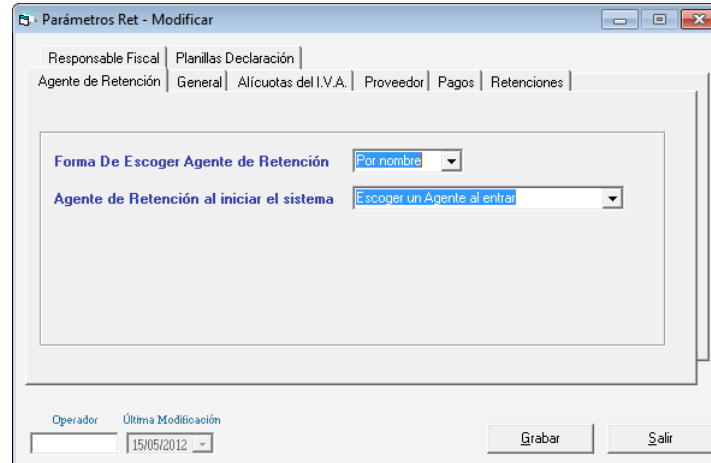 Parámetros Ret - Modificar
Responsable Fiscal Planillas Declaración
Agente de Retención General Alícuotas del I.V.A. Proveedor Pagos Retenciones
Forma De Escoger Agente de Retención Por nombre
Agente de Retención al iniciar el sistema Escoger un Agente al entrar
Operador Última Modificación
15/05/2012 Grabar Salir